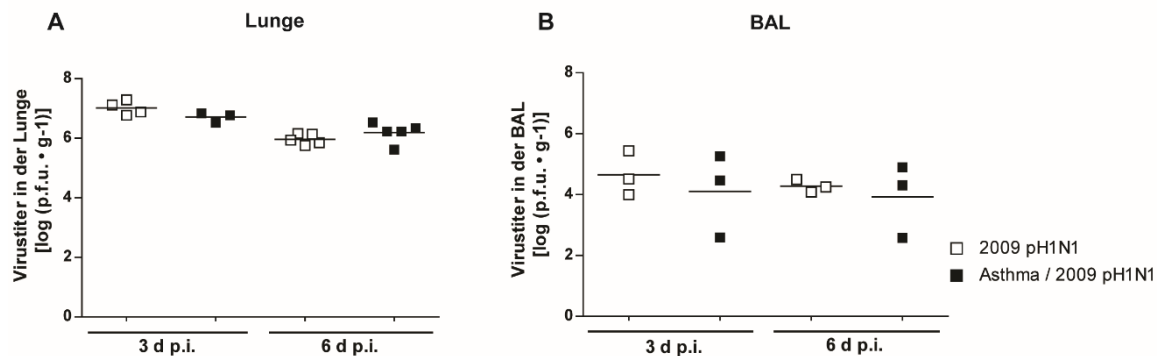 A
Lunge
Virustiter in der Lunge
[log (p.f.u. • g-1)]
8
6
4
2
0
3 d p.i.
6 d p.i.
B
BAL
Virustiter in der BAL
[log (p.f.u. • g-1)]
8
6
4
2
0
3 d p.i.
6 d p.i.
2009 pH1N1
Asthma / 2009 pH1N1